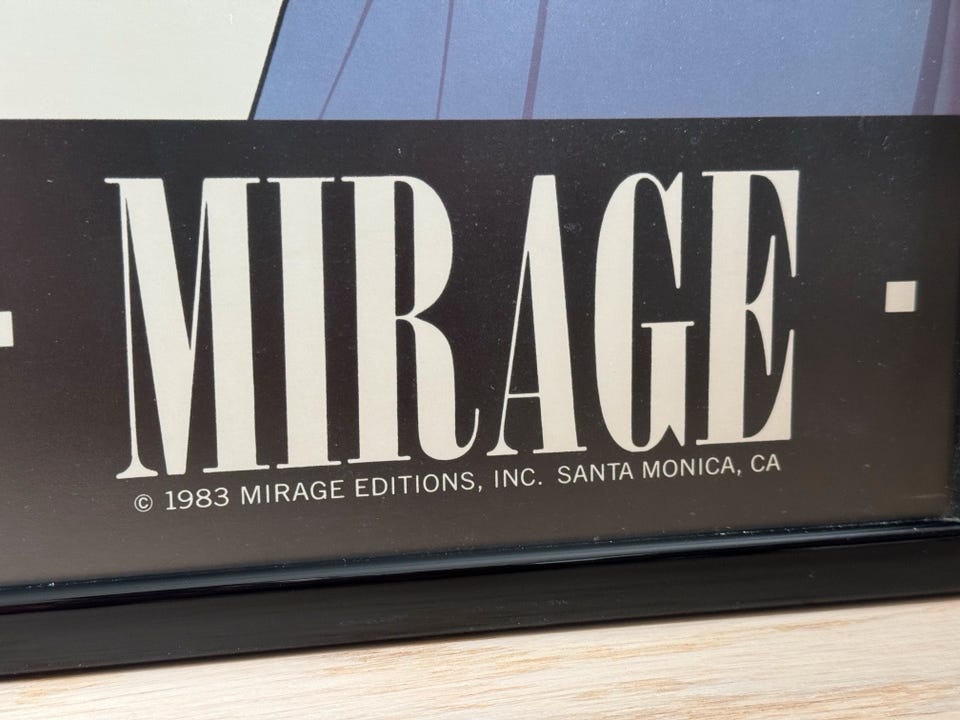 MIRAGE
© 1983 MIRAGE EDITIONS, INC. SANTA MONICA, CA